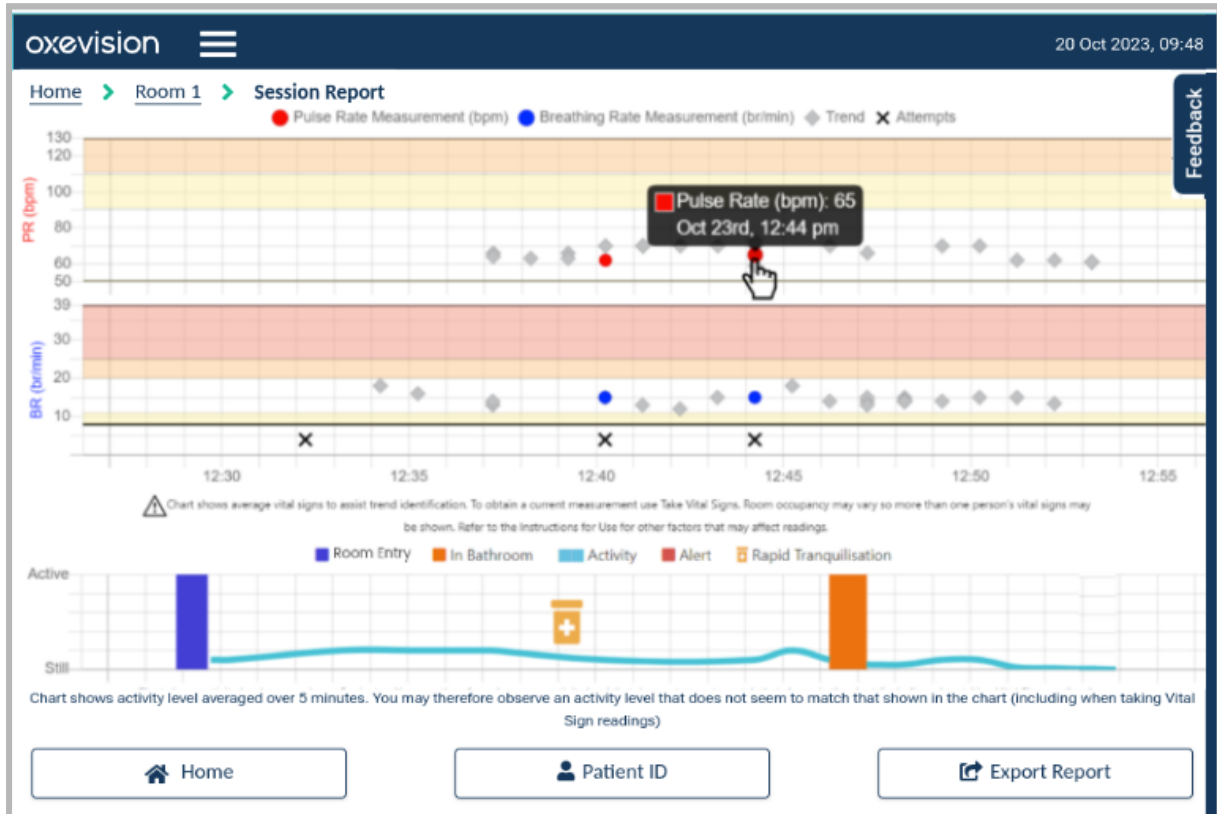 oxevision
20 Oct 2023, 09:48
Home > Room 1 > Session Report
Feedback
Pulse Rate Measurement (bpm) Breathing Rate Measurement (br/min) Trend Attempts
130
120
100
80
60
50
PR (bpm)
Pulse Rate (bpm): 65
Oct 23rd, 12:44 pm
39
30
20
10
BR (br/min)
12:30 12:35 12:40 12:45 12:50 12:55
Chart shows average vital signs to assist trend identification. To obtain a current measurement use Take Vital Signs. Room occupancy may vary so more than one person's vital signs may
be shown. Refer to the Instructions for Use for other factors that may affect readings.
Room Entry In Bathroom Activity Alert Rapid Tranquilisation
Active
Still
Chart shows activity level averaged over 5 minutes. You may therefore observe an activity level that does not seem to match that shown in the chart (including when taking Vital
Sign readings)
Home Patient ID Export Report